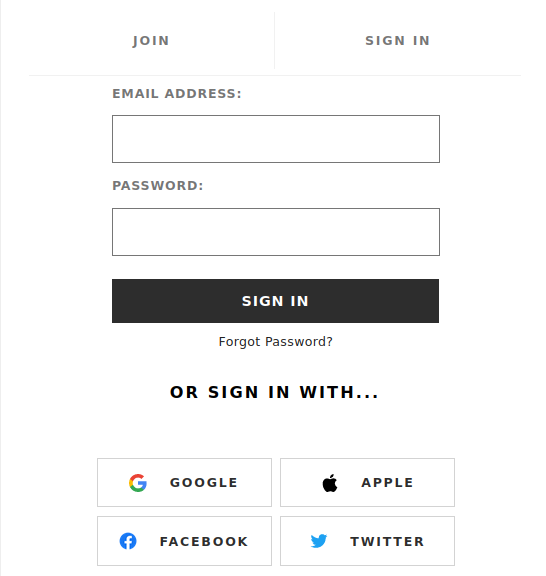 JOIN
SIGN IN
EMAIL ADDRESS:
PASSWORD:
SIGN IN
Forgot Password?
OR SIGN IN WITH...
GOOGLE
APPLE
FACEBOOK
TWITTER